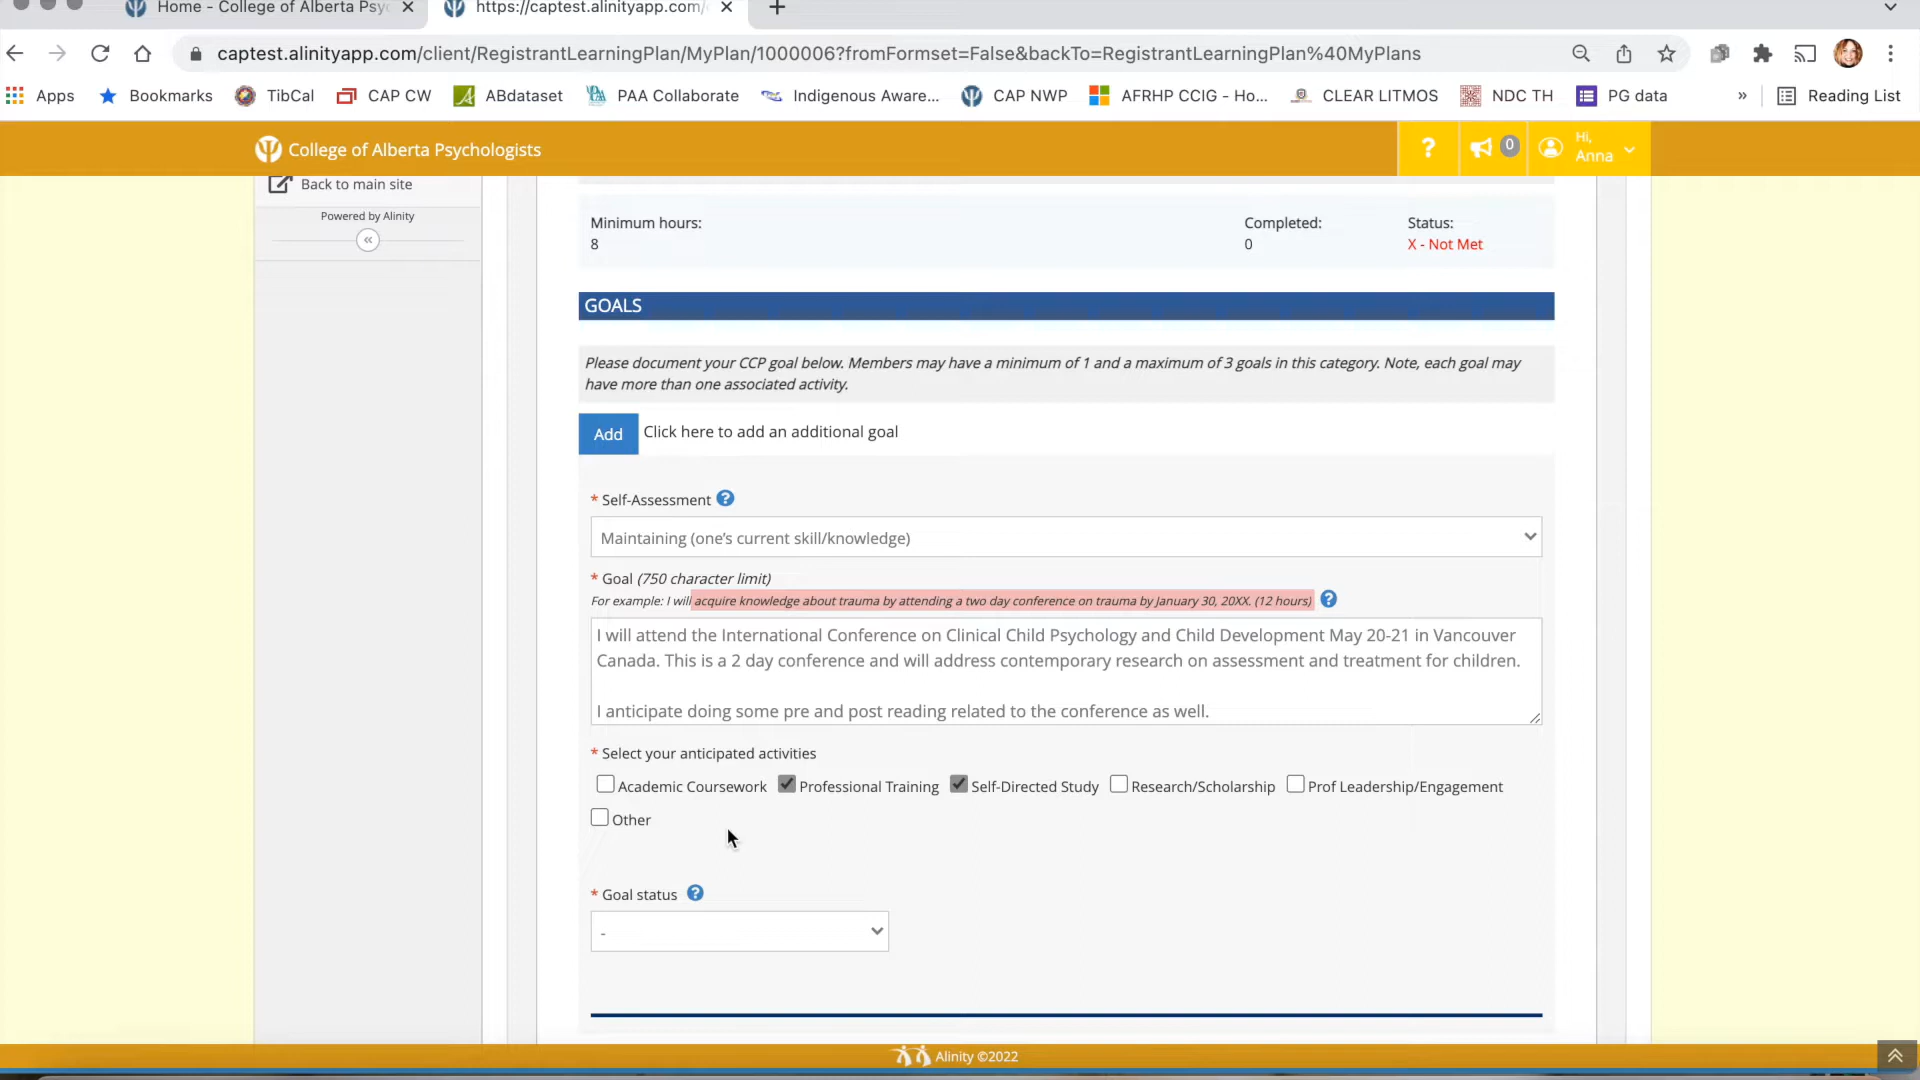 Home - College of Alberta Psyc
https://captest.alinityapp.com/
captest.alinityapp.com/client/RegistrantLearningPlan/MyPlan/1000006?fromFormset=False&backTo=RegistrantLearningPlan%40MyPlans
Apps Bookmarks TibCal CAP CW ABdataset PAA Collaborate Indigenous Aware... CAP NWP AFRHP CCIG - Ho... CLEAR LITMOS NDC TH PG data » Reading List
College of Alberta Psychologists ? 0 Hi, Anna
Back to main site
Powered by Alinity
«
Minimum hours: Completed: Status:
8 0 X - Not Met
GOALS
Please document your CCP goal below. Members may have a minimum of 1 and a maximum of 3 goals in this category. Note, each goal may
have more than one associated activity.
Add Click here to add an additional goal
* Self-Assessment ?
Maintaining (one's current skill/knowledge)
* Goal (750 character limit)
For example: I will acquire knowledge about trauma by attending a two day conference on trauma by January 30, 20XX. (12 hours) ?
I will attend the International Conference on Clinical Child Psychology and Child Development May 20-21 in Vancouver
Canada. This is a 2 day conference and will address contemporary research on assessment and treatment for children.
I anticipate doing some pre and post reading related to the conference as well.
* Select your anticipated activities
Academic Coursework Professional Training Self-Directed Study Research/Scholarship Prof Leadership/Engagement
Other
* Goal status ?
-
Alinity ©2022